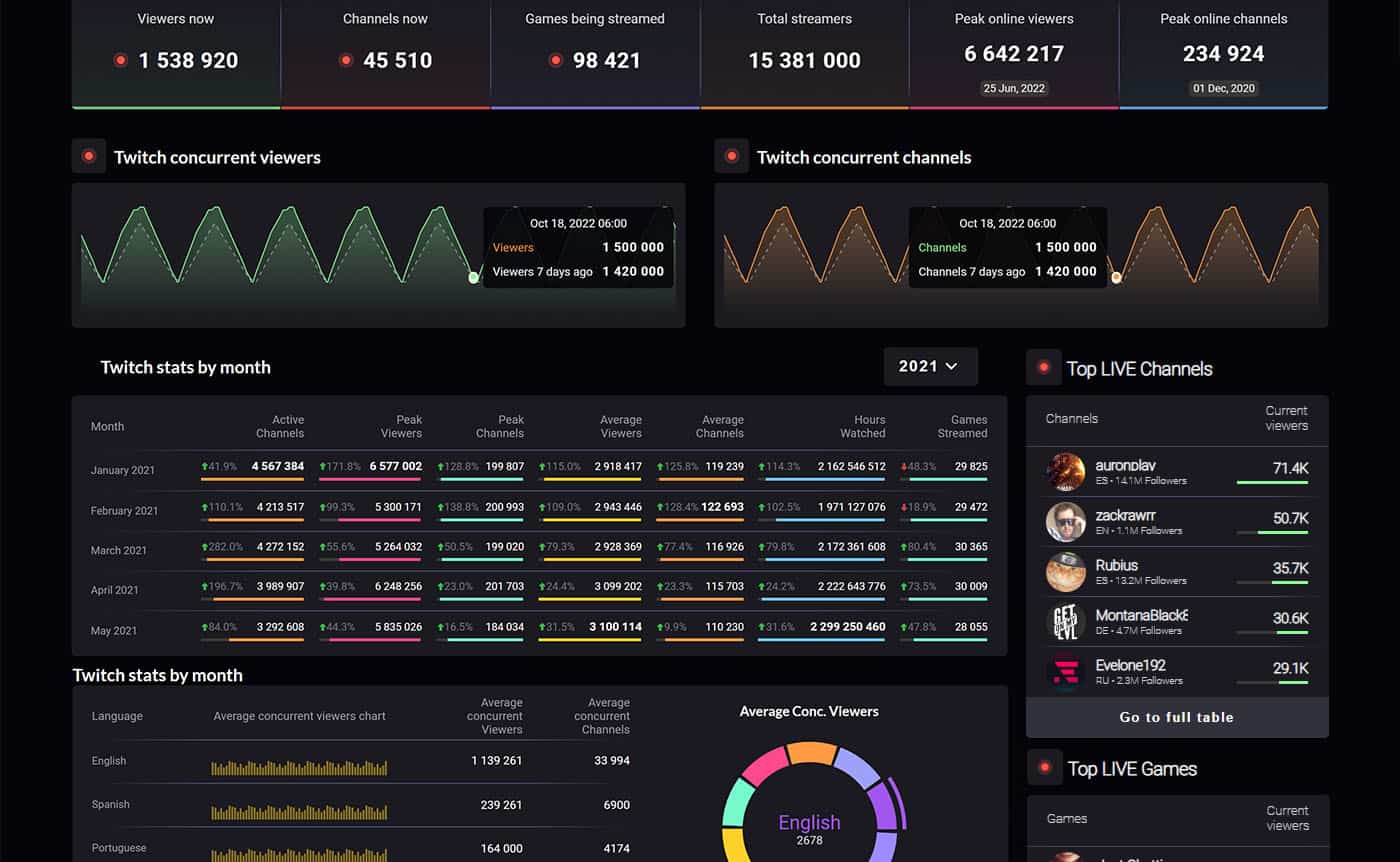 Viewers now
1 538 920
Channels now
45 510
Games being streamed
98 421
Total streamers
15 381 000
Peak online viewers
6 642 217
25 Jun, 2022
Peak online channels
234 924
01 Dec, 2020
Twitch concurrent viewers
Oct 18, 2022 06:00
Viewers 1 500 000
Viewers 7 days ago 1 420 000
Twitch concurrent channels
Oct 18, 2022 06:00
Channels 1 500 000
Channels 7 days ago 1 420 000
Twitch stats by month
2021
Month Active Channels Peak Viewers Peak Channels Average Viewers Average Channels Hours Watched Games Streamed
January 2021 41.9% 4 567 384 171.8% 6 577 002 128.8% 199 807 115.0% 2 918 417 125.8% 119 239 114.3% 2 162 546 512 48.3% 29 825
February 2021 110.1% 4 213 517 99.3% 5 300 171 138.8% 200 993 109.0% 2 943 446 128.4% 122 693 102.5% 1 971 127 076 18.9% 29 472
March 2021 282.0% 4 272 152 55.6% 5 264 032 50.5% 199 020 79,3% 2 928 369 77.4% 116 926 79.8% 2 172 361 608 80.4% 30 365
April 2021 196.7% 3 989 907 39.8% 6 248 256 23.0% 201 703 24.4% 3 099 202 23.3% 115 703 24.2% 2 222 643 776 73.5% 30 009
May 2021 84.0% 3 292 608 44.3% 5 835 026 16.5% 184 034 31.5% 3 100 114 9.9% 110 230 31.6% 2 299 250 460 47.8% 28 055
Top LIVE Channels
Channels Current viewers
auronplav 71.4K
ES • 14.1M Followers
zackrawrr 50.7K
EN • 1.1M Followers
Rubius 35.7K
ES • 13.2M Followers
MontanaBlack8 30.6K
DE • 4.7M Followers
Evelone192 29.1K
RU • 2.3M Followers
Go to full table
Twitch stats by month
Language Average concurrent viewers chart Average concurrent Viewers Average concurrent Channels
English 1 139 261 33 994
Spanish 239 261 6900
Portuguese 164 000 4174
Average Conc. Viewers
English
2678
Top LIVE Games
Games Current viewers